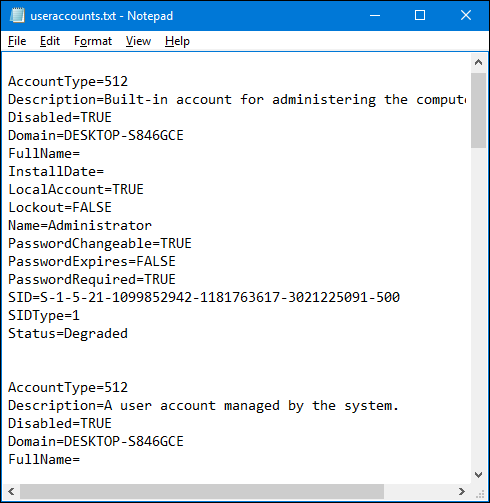 useraccounts.txt - Notepad
File Edit Format View Help
AccountType=512
Description=Built-in account for administering the compute
Disabled=TRUE
Domain=DESKTOP-S846GCE
FullName=
InstallDate=
LocalAccount=TRUE
Lockout=FALSE
Name=Administrator
PasswordChangeable=TRUE
PasswordExpires=FALSE
PasswordRequired=TRUE
SID=S-1-5-21-1099852942-1181763617-3021225091-500
SIDType=1
Status=Degraded
AccountType=512
Description=A user account managed by the system.
Disabled=TRUE
Domain=DESKTOP-S846GCE
FullName=